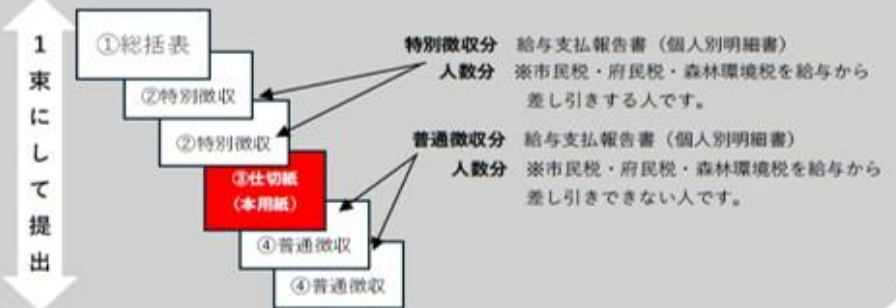 1束にして提出
①総括表
②特別徴収
②特別徴収
③仕切紙
(本用紙)
④普通徴収
④普通徴収
特別徴収分 給与支払報告書（個人別明細書）
人数分 ※市民税・府民税・森林環境税を給与から
差し引きする人です。
普通徴収分 給与支払報告書（個人別明細書）
人数分 ※市民税・府民税・森林環境税を給与から
差し引きできない人です。